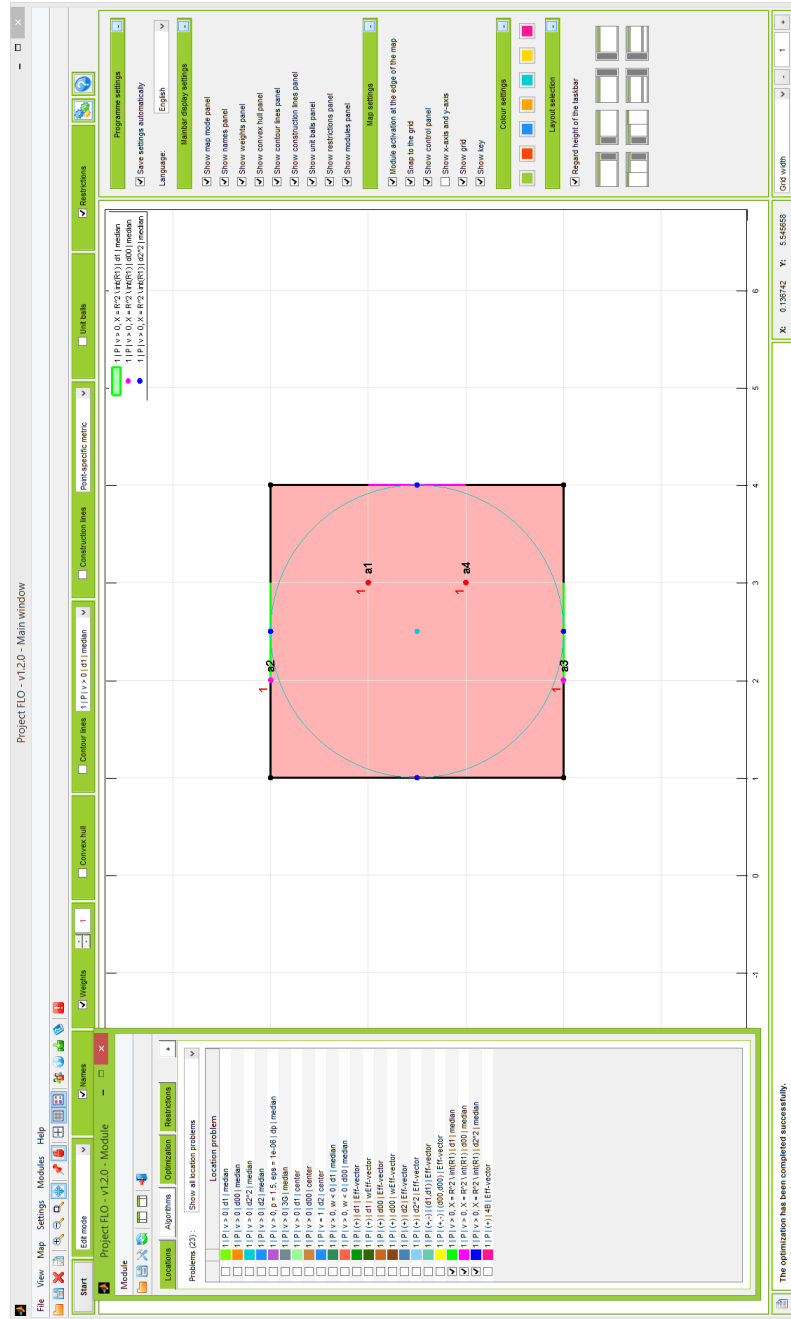 Project FLO - v1.2.0 - Main window
File View Map Settings Modules Help
Start
Edit mode
Names
Weights
1
Convex hull
Contour lines
1 | P | v > 0 | d1 | median
Construction lines
Point-specific metric
Unit balls
Restrictions
Project FLO - v1.2.0 - Module
Module
Locations
Algorithms
Optimization
Restrictions
+
Problems (23):
Show all location problems
Location problem
1 | P | v > 0 | d1 | median
1 | P | v > 0 | d00 | median
1 | P | v > 0 | d2^2 | median
1 | P | v > 0 | d2 | median
1 | P | v > 0, p = 1.5, eps = 1e-06 | dp | median
1 | P | v > 0 | 3G | median
1 | P | v > 0 | d1 | center
1 | P | v > 0 | d00 | center
1 | P | v = 1 | d2 | center
1 | P | v > 0, w < 0 | d1 | median
1 | P | v > 0, w < 0 | d00 | median
1 | P | (+) | d1 | Eff-vector
1 | P | (+) | d1 | wEff-vector
1 | P | (+) | d00 | Eff-vector
1 | P | (+) | d00 | wEff-vector
1 | P | (+) | d2 | Eff-vector
1 | P | (+) | d2^2 | Eff-vector
1 | P | (+,-) | (d1,d1) | Eff-vector
1 | P | (+,-) | (d00,d00) | Eff-vector
1 | P | v > 0, X = R^2 \ int(R1) | d1 | median
1 | P | v > 0, X = R^2 \ int(R1) | d00 | median
1 | P | v > 0, X = R^2 \ int(R1) | d2^2 | median
1 | P | (+) | 4B | Eff-vector
1 | P | v > 0, X = R^2 \ int(R1) | d1 | median
1 | P | v > 0, X = R^2 \ int(R1) | d00 | median
1 | P | v > 0, X = R^2 \ int(R1) | d2^2 | median
a2
1
a1
1
a4
1
a3
1
-1
0
1
2
3
4
5
6
Programme settings
-
Save settings automatically
Language:
English
Mainbar display settings
-
Show map mode panel
Show names panel
Show weights panel
Show convex hull panel
Show contour lines panel
Show construction lines panel
Show unit balls panel
Show restrictions panel
Show modules panel
Map settings
-
Module activation at the edge of the map
Snap to the grid
Show control panel
Show x-axis and y-axis
Show grid
Show key
Colour settings
-
Layout selection
-
Regard height of the taskbar
The optimization has been completed successfully.
X: 0.136742 Y: 5.545658
Grid width
-
1
+